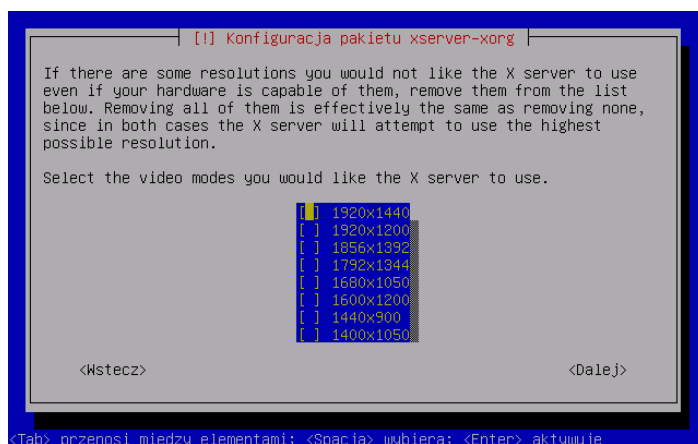 [!] Konfiguracja pakietu xserver-xorg
If there are some resolutions you would not like the X server to use
even if your hardware is capable of them, remove them from the list
below. Removing all of them is effectively the same as removing none,
since in both cases the X server will attempt to use the highest
possible resolution.
Select the video modes you would like the X server to use.
[ ] 1920x1440
[ ] 1920x1200
[ ] 1856x1392
[ ] 1792x1344
[ ] 1680x1050
[ ] 1600x1200
[ ] 1440x900
[ ] 1400x1050
<Wstecz> <Dalej>
<Tab> przenosi między elementami; <Spacja> wybiera; <Enter> aktywuje